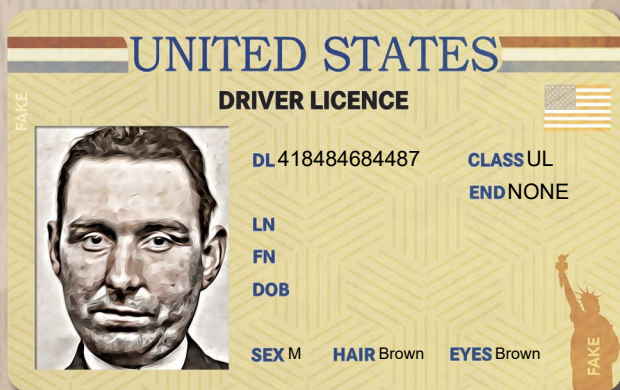 UNITED STATES
DRIVER LICENCE
FAKE
DL 418484684487 CLASS UL
END NONE
LN
FN
DOB
SEX M HAIR Brown EYES Brown
FAKE